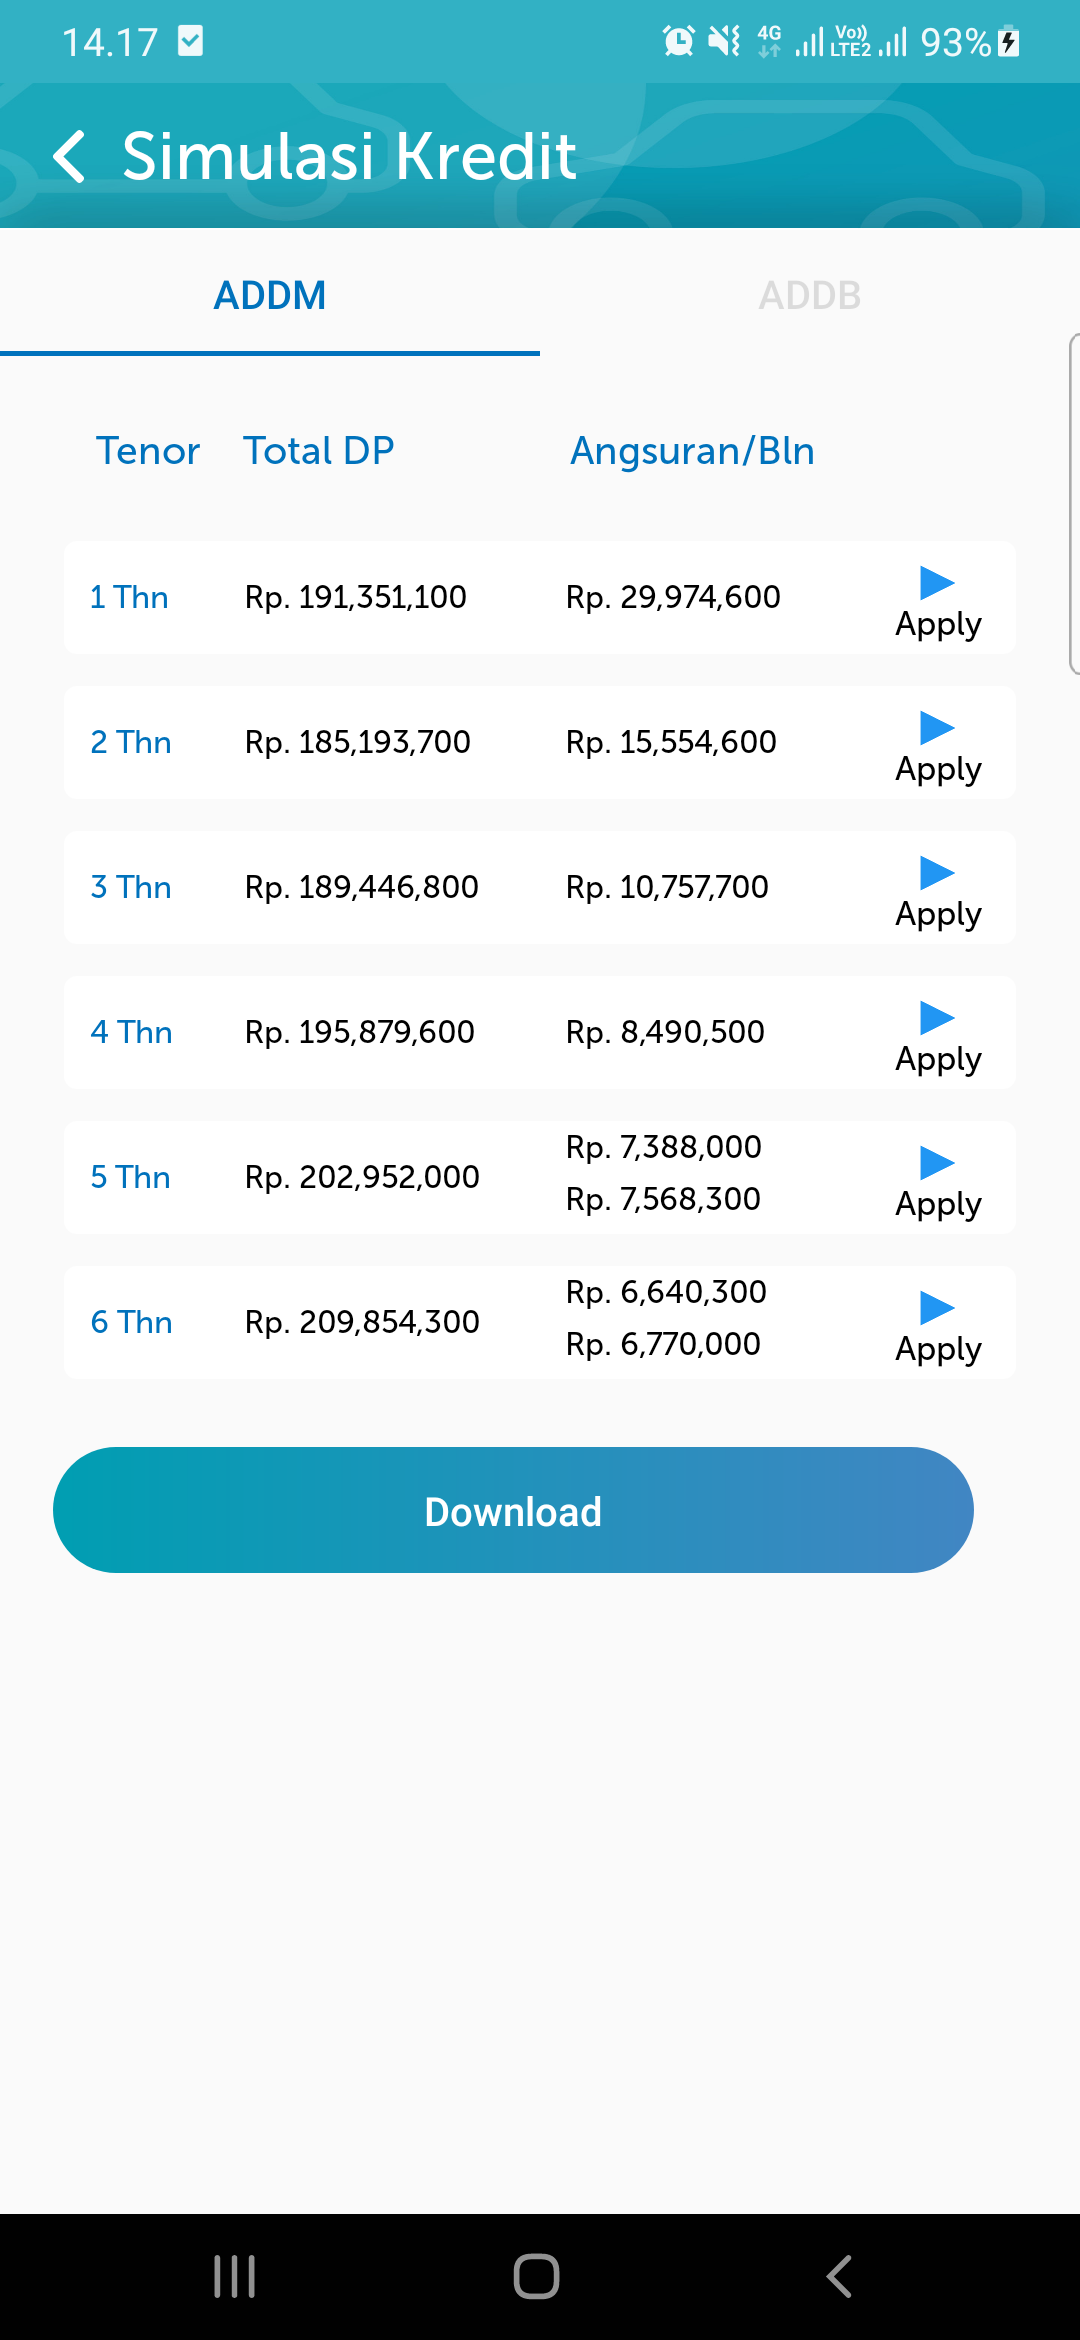 14.17 4G Vo)) LTE2 93%
Simulasi Kredit
ADDM ADDB
Tenor Total DP Angsuran/Bln
1 Thn Rp. 191,351,100 Rp. 29,974,600 Apply
2 Thn Rp. 185,193,700 Rp. 15,554,600 Apply
3 Thn Rp. 189,446,800 Rp. 10,757,700 Apply
4 Thn Rp. 195,879,600 Rp. 8,490,500 Apply
5 Thn Rp. 202,952,000 Rp. 7,388,000
Rp. 7,568,300 Apply
6 Thn Rp. 209,854,300 Rp. 6,640,300
Rp. 6,770,000 Apply
Download